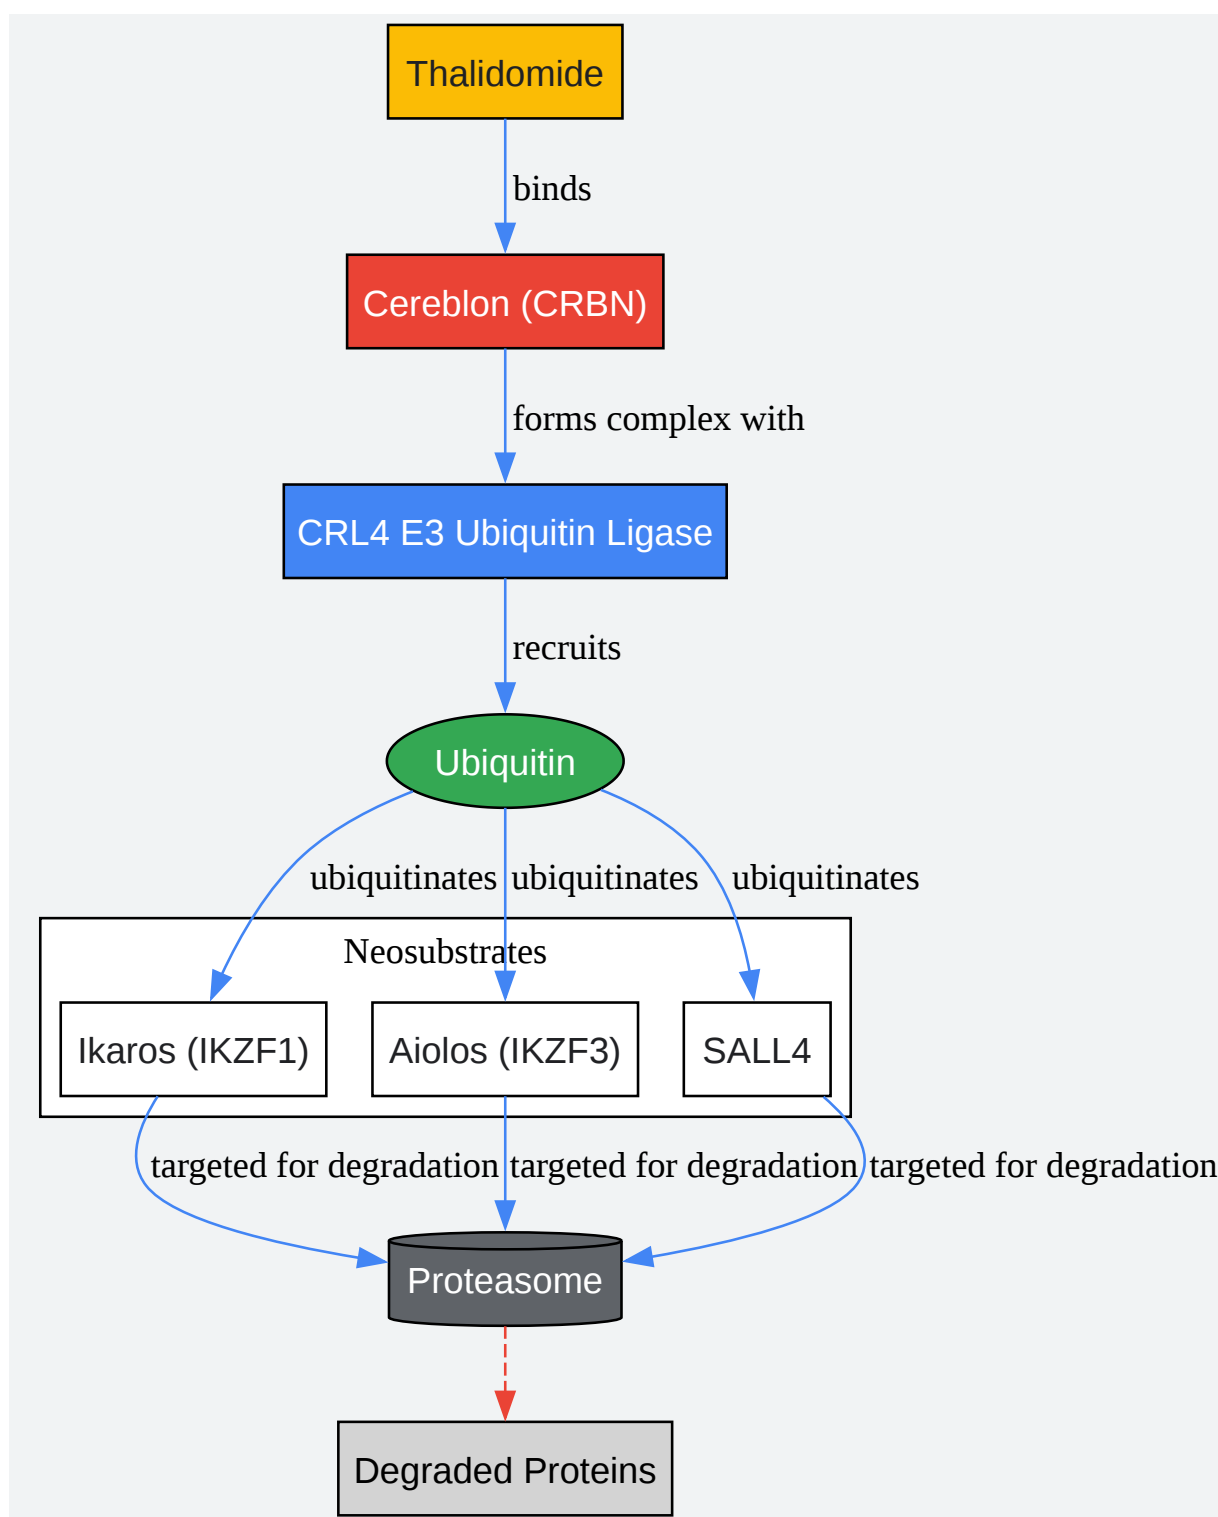 Thalidomide
binds
Cereblon (CRBN)
forms complex with
CRL4 E3 Ubiquitin Ligase
recruits
Ubiquitin
ubiquitinates ubiquitinates ubiquitinates
Neosubstrates
Ikaros (IKZF1) Aiolos (IKZF3) SALL4
targeted for degradation targeted for degradation targeted for degradation
Proteasome
Degraded Proteins